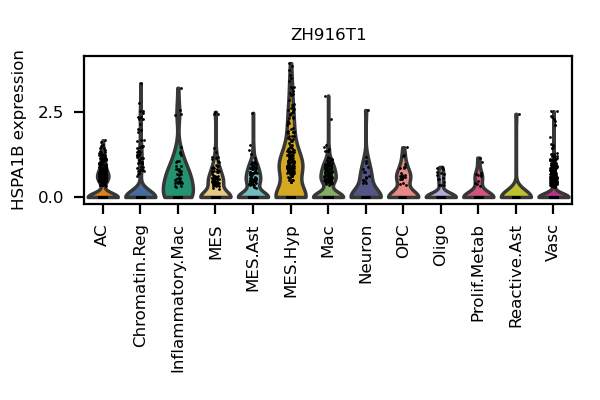 ZH916T1
HSPA1B expression
2.5
0.0
AC
Chromatin.Reg
Inflammatory.Mac
MES
MES.Ast
MES.Hyp
Mac
Neuron
OPC
Oligo
Prolif.Metab
Reactive.Ast
Vasc